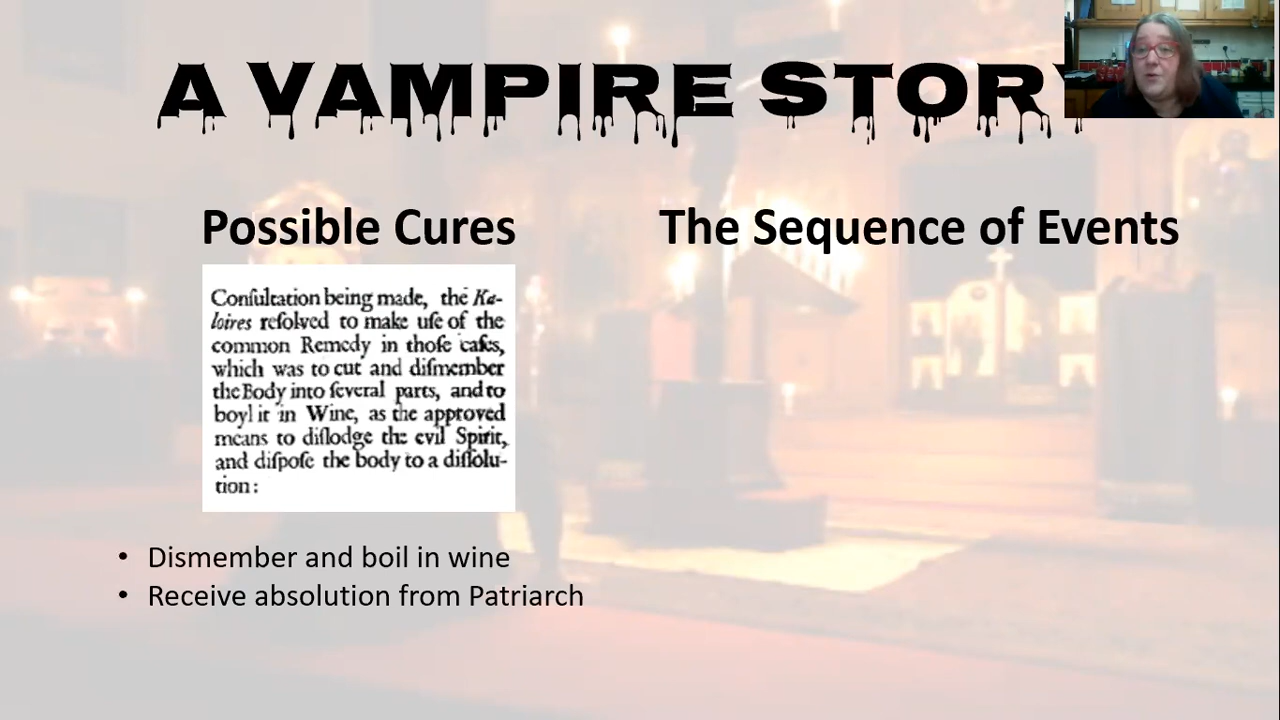 A VAMPIRE STORY
Possible Cures
The Sequence of Events
Conſultation being made, the Ka-
loires reſolved to make uſe of the
common Remedy in thoſe caſes,
which was to cut and diſmember
the Body into ſeveral parts, and to
boyl it in Wine, as the approved
means to diſlodge the evil Spirit,
and diſpoſe the body to a diſſolu-
tion:
• Dismember and boil in wine
• Receive absolution from Patriarch